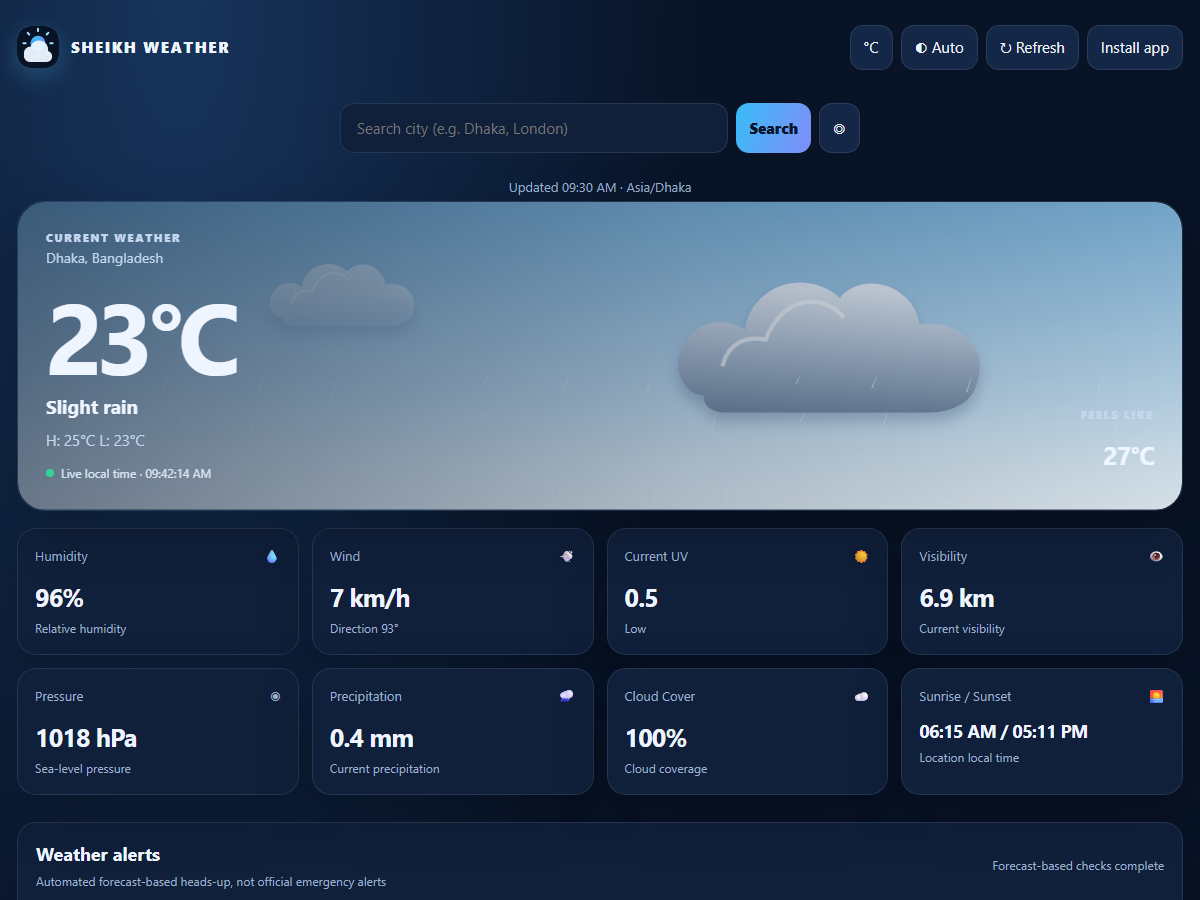 SHEIKH WEATHER
°C
◐ Auto
↻ Refresh
Install app
Search city (e.g. Dhaka, London)
Search
◎
Updated 09:30 AM · Asia/Dhaka
CURRENT WEATHER
Dhaka, Bangladesh
23°C
Slight rain
H: 25°C L: 23°C
Live local time · 09:42:14 AM
FEELS LIKE
27°C
Humidity
96%
Relative humidity
Wind
7 km/h
Direction 93°
Current UV
0.5
Low
Visibility
6.9 km
Current visibility
Pressure
1018 hPa
Sea-level pressure
Precipitation
0.4 mm
Current precipitation
Cloud Cover
100%
Cloud coverage
Sunrise / Sunset
06:15 AM / 05:11 PM
Location local time
Weather alerts
Automated forecast-based heads-up, not official emergency alerts
Forecast-based checks complete